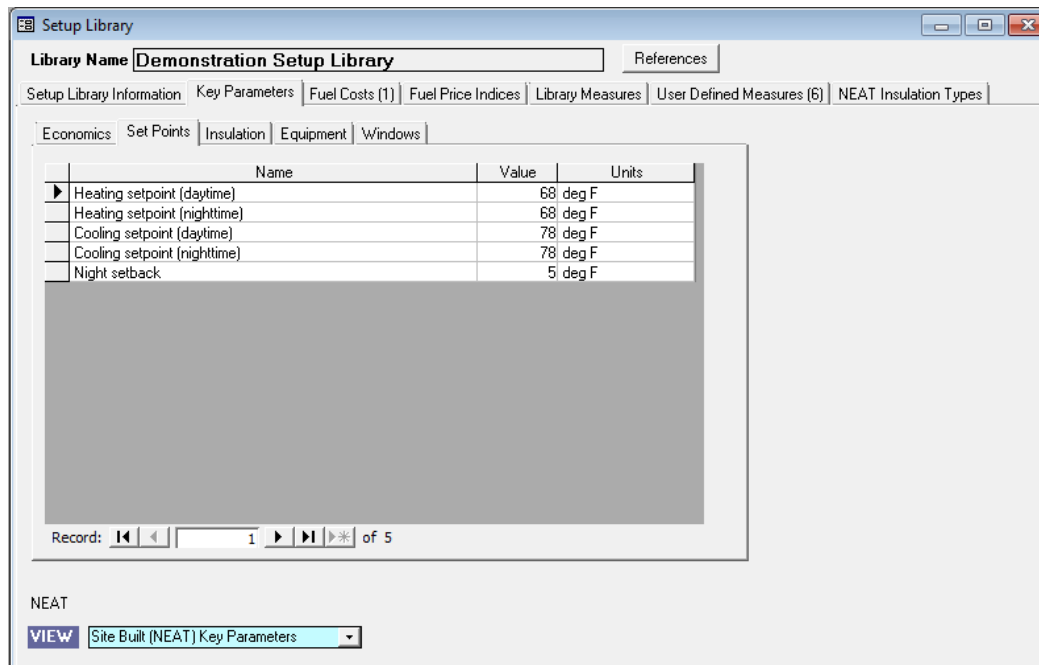 Setup Library
Library Name Demonstration Setup Library References
Setup Library Information Key Parameters Fuel Costs (1) Fuel Price Indices Library Measures User Defined Measures (6) NEAT Insulation Types
Economics Set Points Insulation Equipment Windows
Name Value Units
Heating setpoint (daytime) 68 deg F
Heating setpoint (nighttime) 68 deg F
Cooling setpoint (daytime) 78 deg F
Cooling setpoint (nighttime) 78 deg F
Night setback 5 deg F
Record: 1 of 5
NEAT
VIEW Site Built (NEAT) Key Parameters